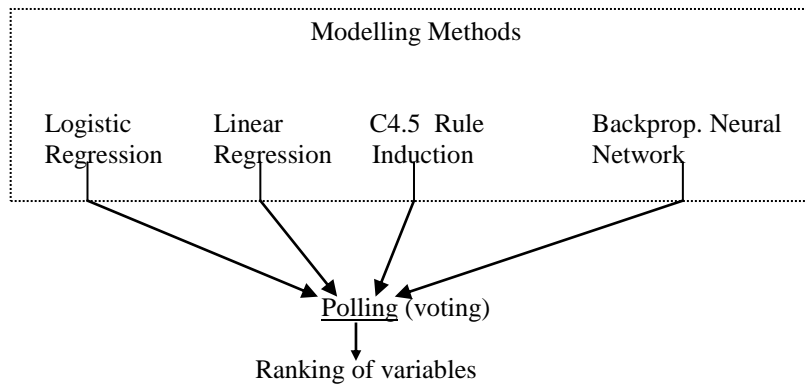 Modelling Methods
Logistic
Regression
Linear
Regression
C4.5 Rule
Induction
Backprop. Neural
Network
Polling (voting)
Ranking of variables